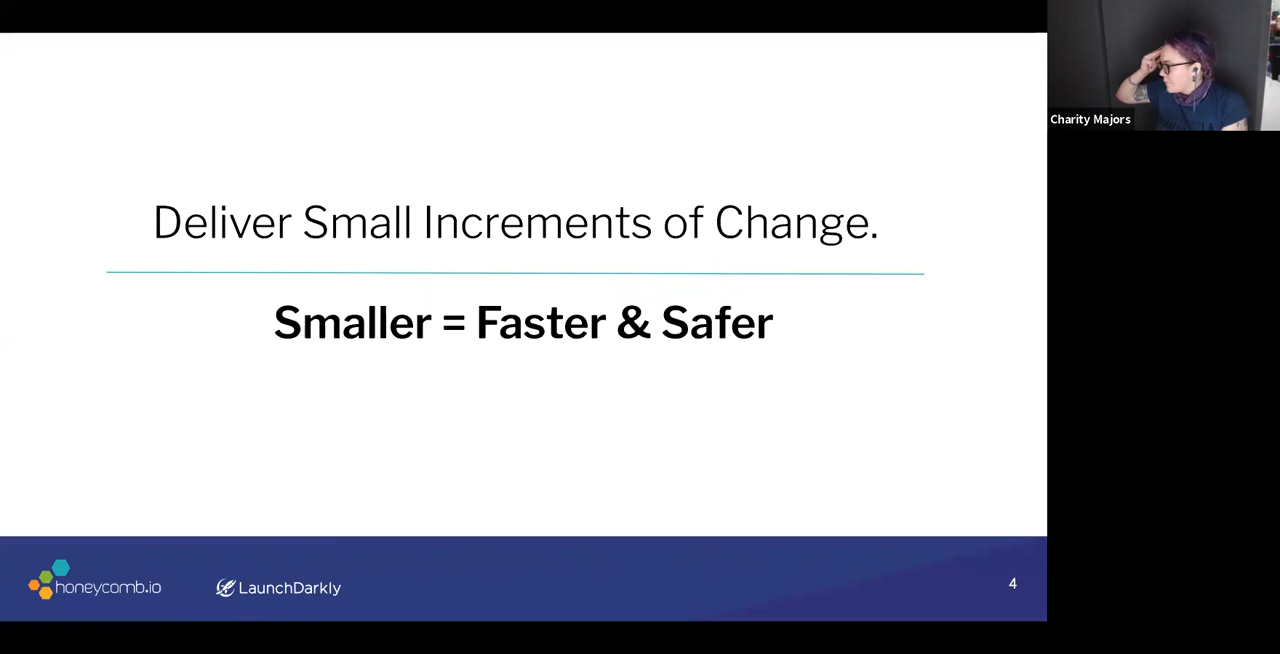 Charity Majors
Deliver Small Increments of Change.
Smaller = Faster & Safer
honeycomb.io
LaunchDarkly
4